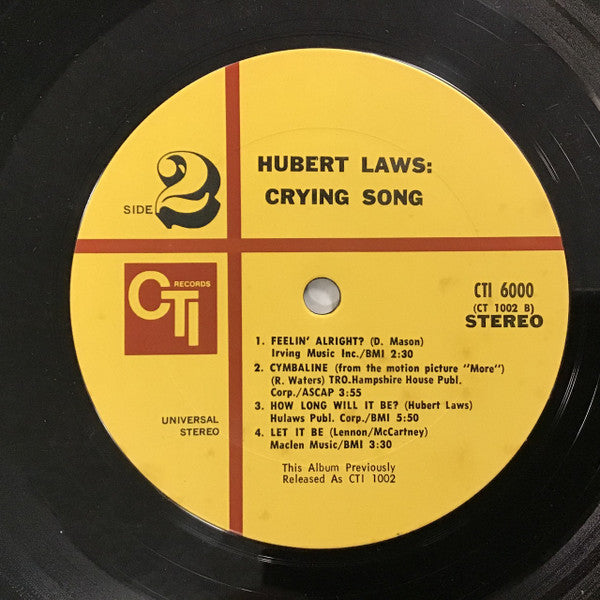 HUBERT LAWS:
CRYING SONG
SIDE 2
CTI RECORDS
CTI 6000
(CT 1002 B)
STEREO
1. FEELIN' ALRIGHT? (D. Mason)
Irving Music Inc./BMI 2:30
2. CYMBALINE (from the motion picture "More")
(R. Waters) TRO.Hampshire House Publ.
Corp./ASCAP 3:55
3. HOW LONG WILL IT BE? (Hubert Laws)
Hulaws Publ. Corp./BMI 5:50
4. LET IT BE (Lennon/McCartney)
Maclen Music/BMI 3:30
UNIVERSAL
STEREO
This Album Previously
Released As CTI 1002